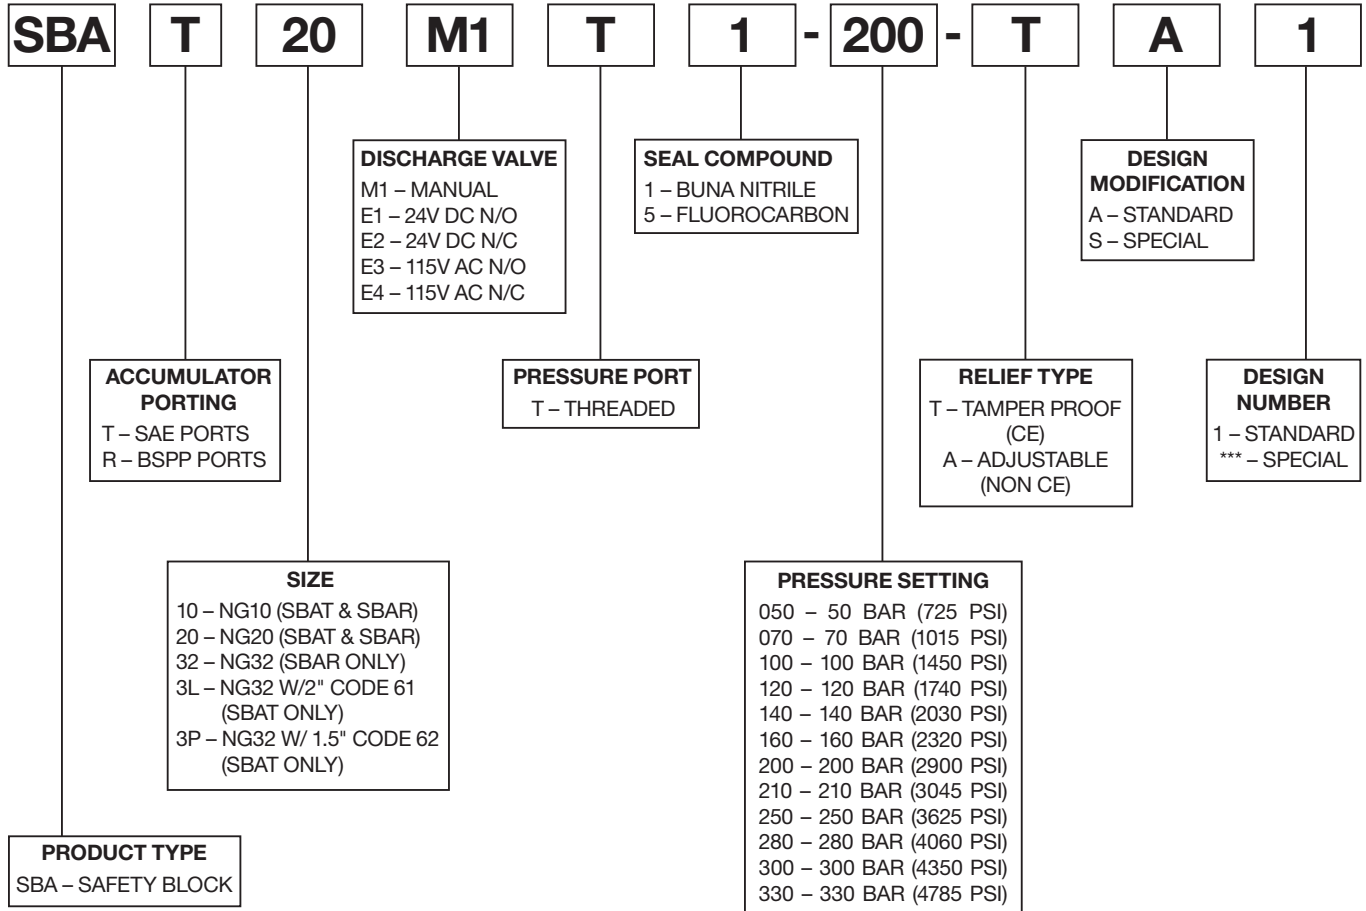 SBA T 20 M1 T 1 - 200 - T A 1
DISCHARGE VALVE
M1 – MANUAL
E1 – 24V DC N/O
E2 – 24V DC N/C
E3 – 115V AC N/O
E4 – 115V AC N/C
SEAL COMPOUND
1 – BUNA NITRILE
5 – FLUOROCARBON
DESIGN
MODIFICATION
A – STANDARD
S – SPECIAL
ACCUMULATOR
PORTING
T – SAE PORTS
R – BSPP PORTS
PRESSURE PORT
T – THREADED
RELIEF TYPE
T – TAMPER PROOF
(CE)
A – ADJUSTABLE
(NON CE)
DESIGN
NUMBER
1 – STANDARD
*** – SPECIAL
SIZE
10 – NG10 (SBAT & SBAR)
20 – NG20 (SBAT & SBAR)
32 – NG32 (SBAR ONLY)
3L – NG32 W/2" CODE 61
(SBAT ONLY)
3P – NG32 W/ 1.5" CODE 62
(SBAT ONLY)
PRESSURE SETTING
050 – 50 BAR (725 PSI)
070 – 70 BAR (1015 PSI)
100 – 100 BAR (1450 PSI)
120 – 120 BAR (1740 PSI)
140 – 140 BAR (2030 PSI)
160 – 160 BAR (2320 PSI)
200 – 200 BAR (2900 PSI)
210 – 210 BAR (3045 PSI)
250 – 250 BAR (3625 PSI)
280 – 280 BAR (4060 PSI)
300 – 300 BAR (4350 PSI)
330 – 330 BAR (4785 PSI)
PRODUCT TYPE
SBA – SAFETY BLOCK